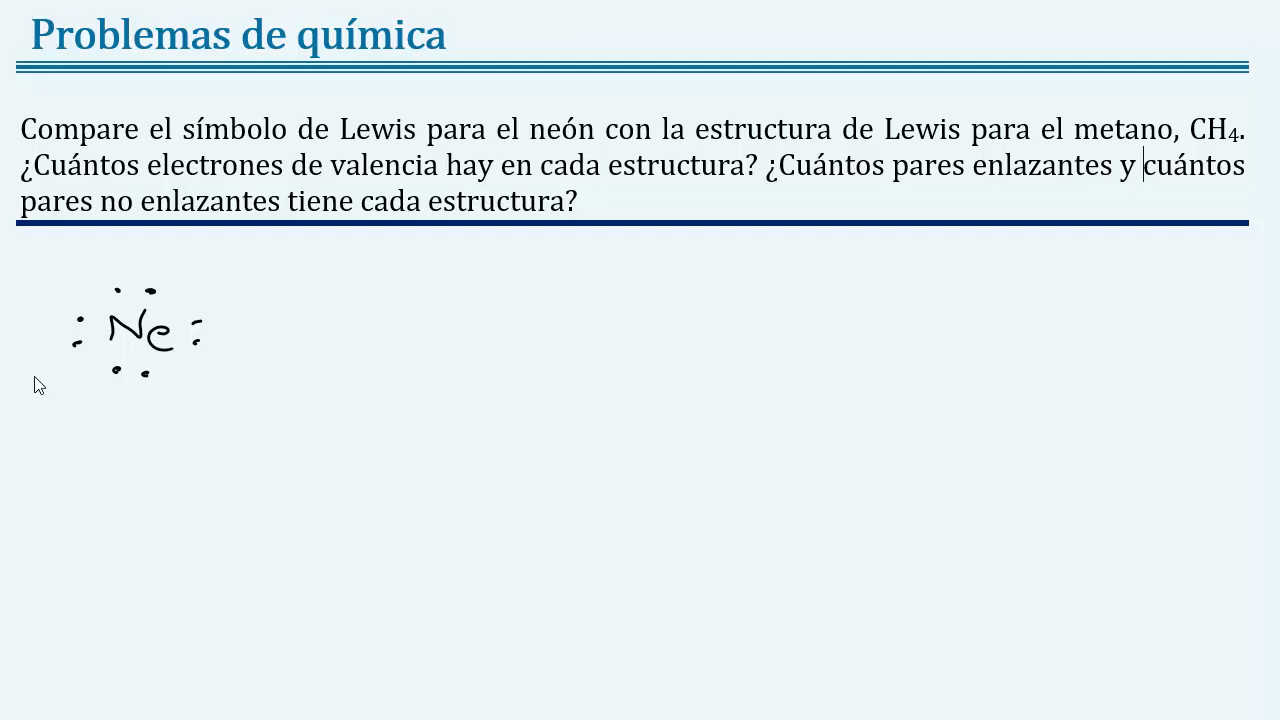 Problemas de química
Compare el símbolo de Lewis para el neón con la estructura de Lewis para el metano, CH₄.
¿Cuántos electrones de valencia hay en cada estructura? ¿Cuántos pares enlazantes y cuántos
pares no enlazantes tiene cada estructura?
Ne